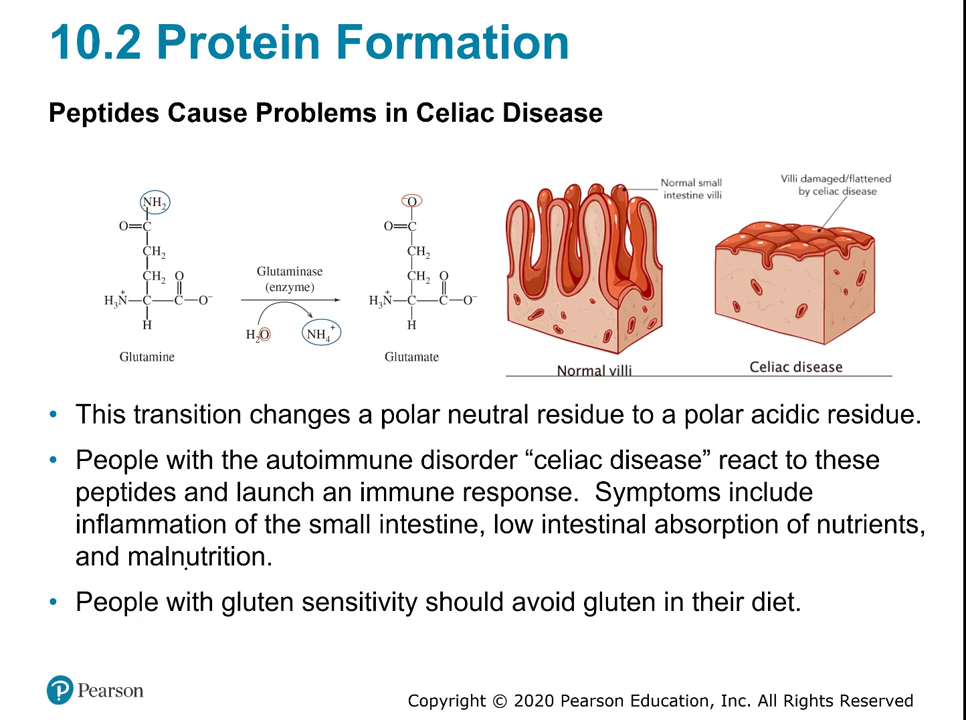 10.2 Protein Formation
Peptides Cause Problems in Celiac Disease
NH₂
O=C
CH₂
CH₂ O
H₃N⁺—C—C—O⁻
H
Glutamine
Glutaminase
(enzyme)
H₂O NH₄⁺
⁻O
O=C
CH₂
CH₂ O
H₃N⁺—C—C—O⁻
H
Glutamate
Normal small
intestine villi
Normal villi
Villi damaged/flattened
by celiac disease
Celiac disease
• This transition changes a polar neutral residue to a polar acidic residue.
• People with the autoimmune disorder “celiac disease” react to these
peptides and launch an immune response. Symptoms include
inflammation of the small intestine, low intestinal absorption of nutrients,
and malnutrition.
• People with gluten sensitivity should avoid gluten in their diet.
P Pearson
Copyright © 2020 Pearson Education, Inc. All Rights Reserved